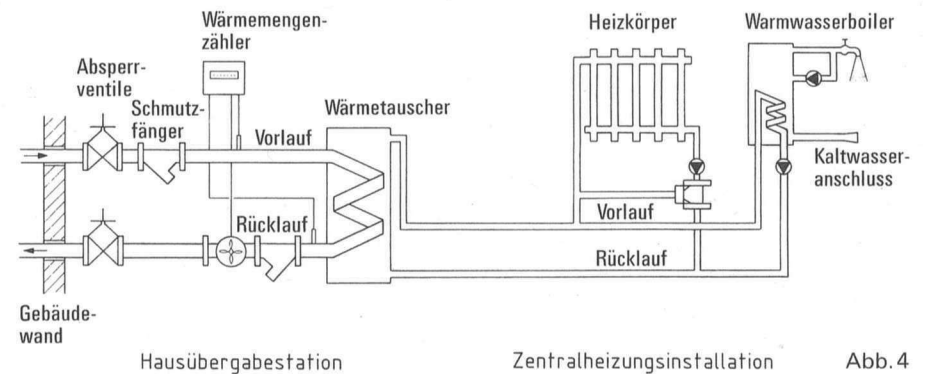 Wärmemengen-
zähler
Heizkörper
Warmwasserboiler
Absperr-
ventile
Schmutz-
fänger
Wärmetauscher
Vorlauf
Kaltwasser-
anschluss
Vorlauf
Rücklauf
Rücklauf
Gebäude-
wand
Hausübergabestation
Zentralheizungsinstallation
Abb. 4